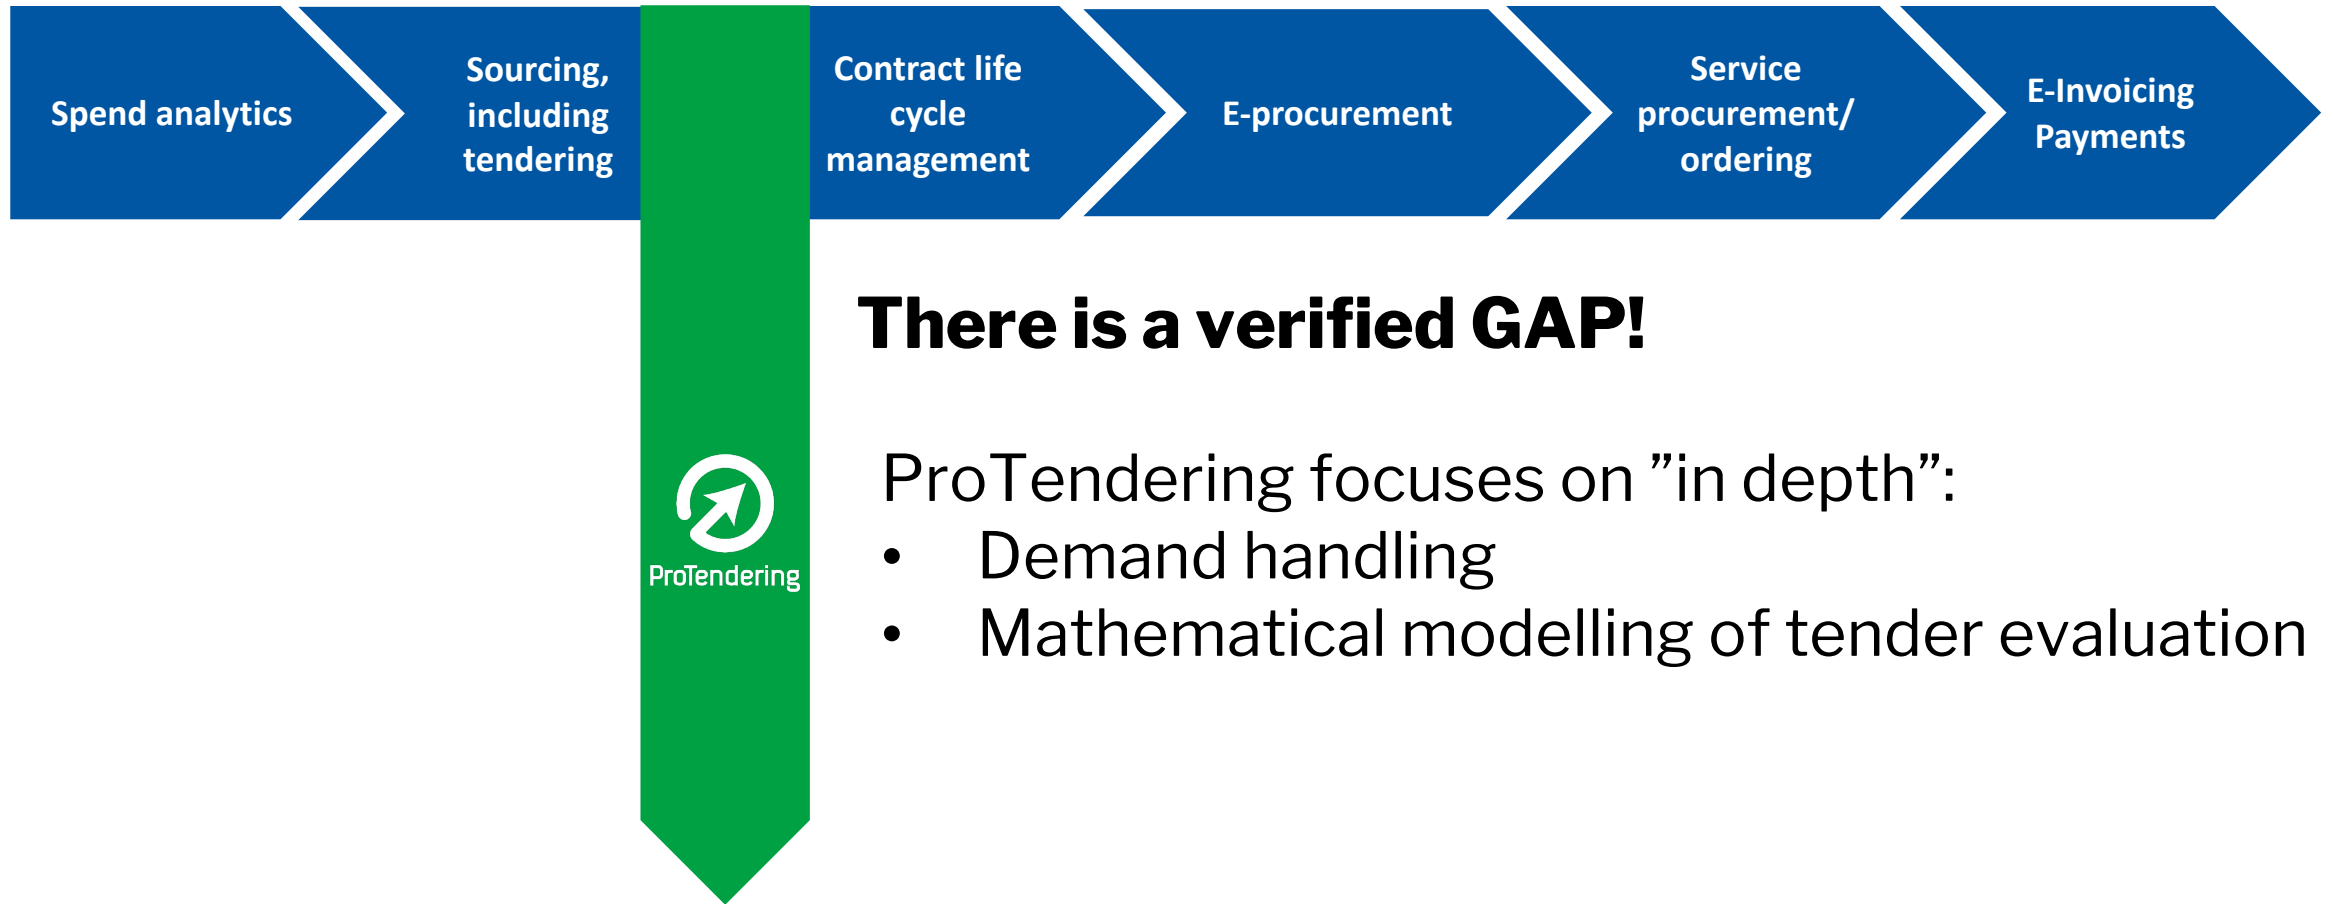 Spend analytics
Sourcing,
including
tendering
Contract life
cycle
management
E-procurement
Service
procurement/
ordering
E-Invoicing
Payments
There is a verified GAP!
ProTendering
ProTendering focuses on ”in depth”:
• Demand handling
• Mathematical modelling of tender evaluation